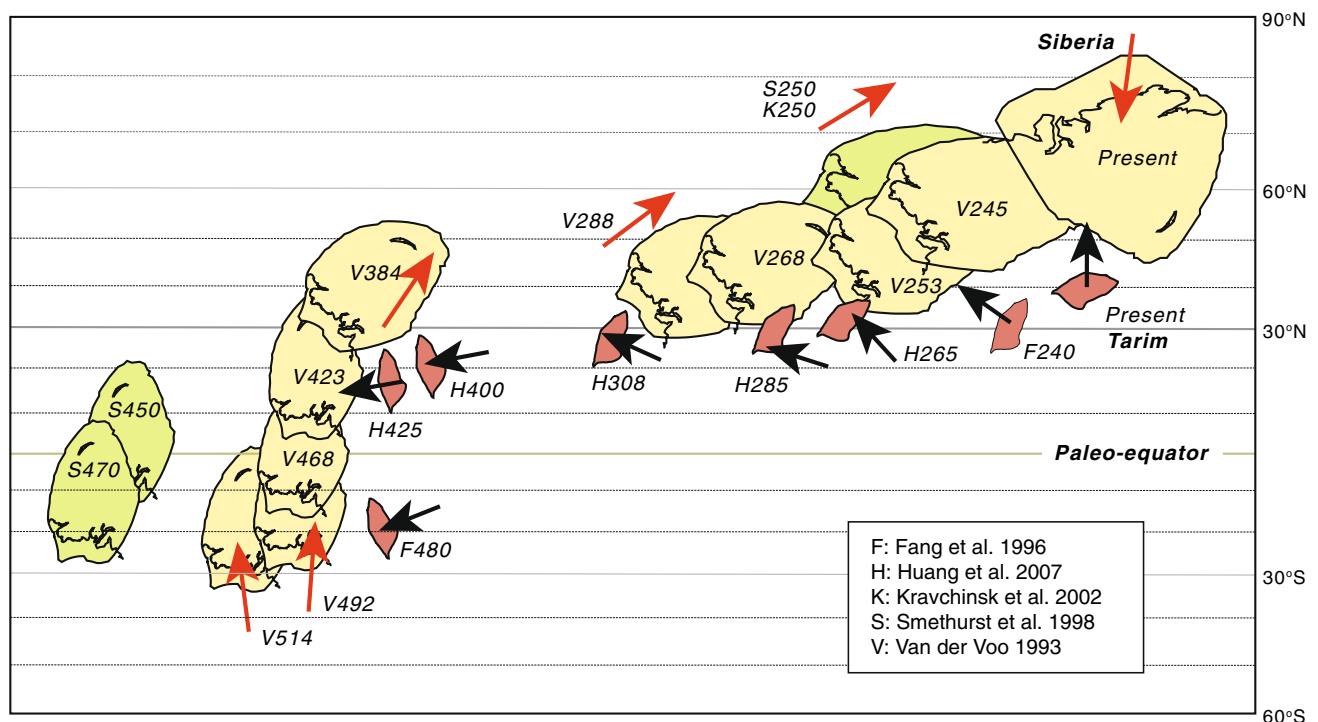 90°N
Siberia
S250
K250
Present
60°N
V288
V245
V268
V384
V253
Present
Tarim
30°N
F240
H265
H285
H308
V423
H400
H425
S450
S470
V468
Paleo-equator
F480
V492
V514
30°S
60°S
F: Fang et al. 1996
H: Huang et al. 2007
K: Kravchinsk et al. 2002
S: Smethurst et al. 1998
V: Van der Voo 1993